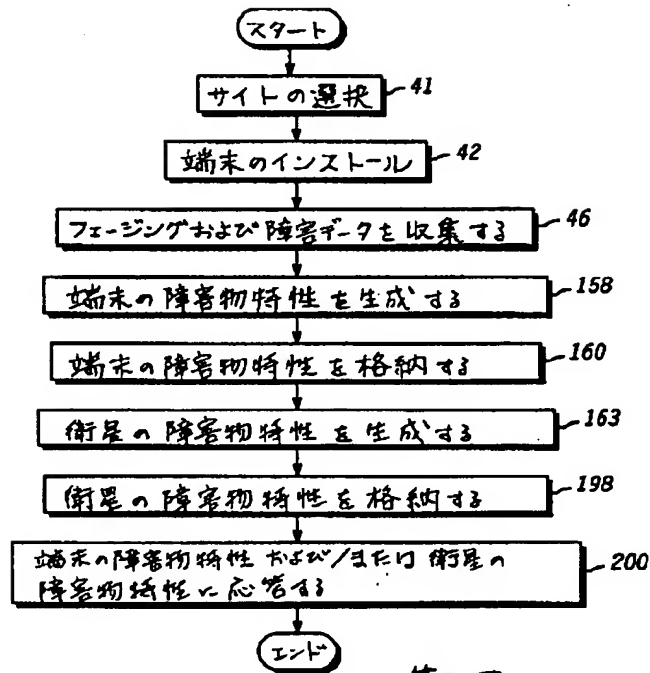 スタート
サイトの選択
41
端末のインストール
42
フェージングおよび障害データを収集する
46
端末の障害物特性を生成する
158
端末の障害物特性を格納する
160
衛星の障害物特性を生成する
163
衛星の障害物特性を格納する
198
端末の障害物特性および/または衛星の
障害物特性に応答する
200
エンド